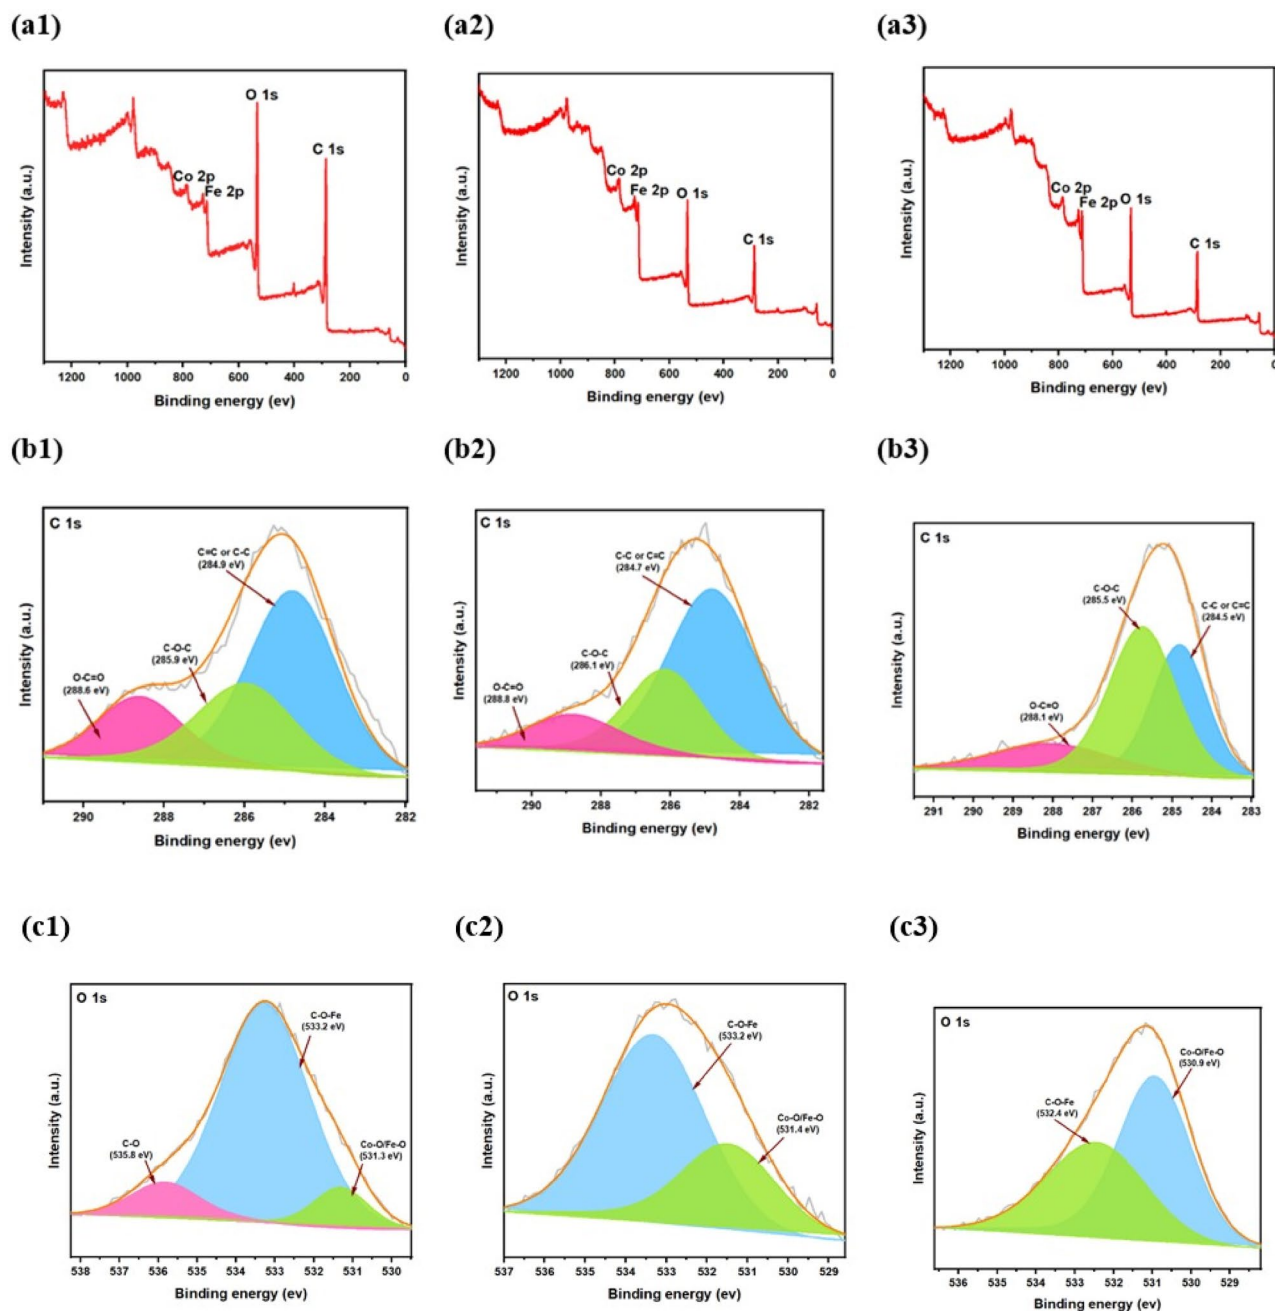 (a1)
(a2)
(a3)
O 1s
C 1s
Co 2p
Fe 2p
Intensity (a.u.)
1200 1000 800 600 400 200 0
Binding energy (ev)
Co 2p
Fe 2p
O 1s
C 1s
Intensity (a.u.)
1200 1000 800 600 400 200 0
Binding energy (ev)
Co 2p
Fe 2p
O 1s
C 1s
Intensity (a.u.)
1200 1000 800 600 400 200 0
Binding energy (ev)
(b1)
(b2)
(b3)
C 1s
C=C or C-C
(284.9 eV)
C-O-C
(285.9 eV)
O-C=O
(288.6 eV)
Intensity (a.u.)
290 288 286 284 282
Binding energy (ev)
C 1s
C-C or C=C
(284.7 eV)
C-O-C
(286.1 eV)
O-C=O
(288.8 eV)
Intensity (a.u.)
290 288 286 284 282
Binding energy (ev)
C 1s
C-O-C
(285.5 eV)
C-C or C=C
(284.5 eV)
O-C=O
(288.1 eV)
Intensity (a.u.)
291 290 289 288 287 286 285 284 283
Binding energy (ev)
(c1)
(c2)
(c3)
O 1s
C-O-Fe
(533.2 eV)
C-O
(535.8 eV)
Co-O/Fe-O
(531.3 eV)
Intensity (a.u.)
538 537 536 535 534 533 532 531 530
Binding energy (ev)
O 1s
C-O-Fe
(533.2 eV)
Co-O/Fe-O
(531.4 eV)
Intensity (a.u.)
537 536 535 534 533 532 531 530 529
Binding energy (ev)
O 1s
Co-O/Fe-O
(530.9 eV)
C-O-Fe
(532.4 eV)
Intensity (a.u.)
536 535 534 533 532 531 530 529
Binding energy (ev)